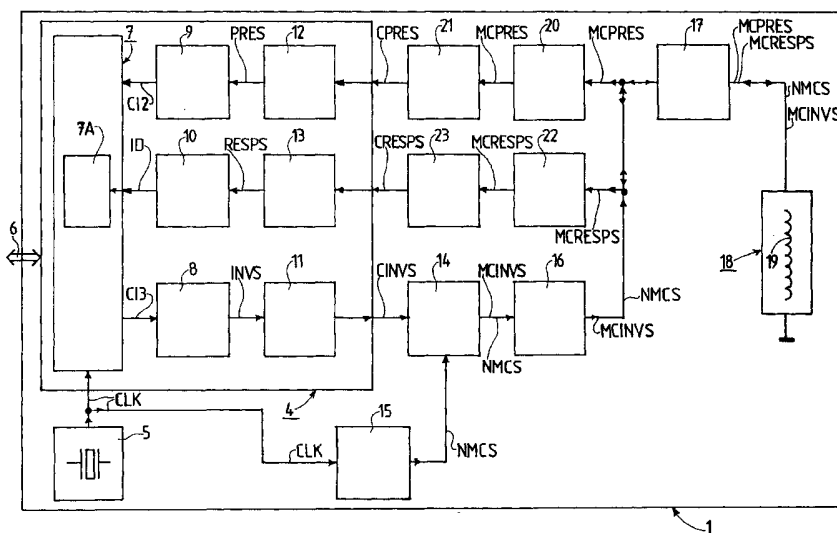 7 9 PRES 12 CPRES 21 MCPRES 20 MCPRES 17 MCPRES
MCRESPS
NMCS
MCINVS
CI2
7A 10 RESPS 13 CRESPS 23 MCRESPS 22
ID
MCRESPS
6
8 INVS 11 CINVS 14 MCINVS 16 18 19
CI3
NMCS
NMCS
MCINVS
CLK 4 15
5 CLK NMCS
1